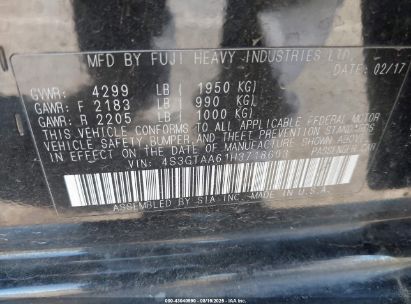 MFD BY FUJI HEAVY INDUSTRIES LTD.
DATE: 02/17
GVWR: 4299 LB ( 1950 KG)
GAWR: F 2183 LB ( 990 KG)
GAWR: R 2205 LB ( 1000 KG)
THIS VEHICLE CONFORMS TO ALL APPLICABLE FEDERAL MOTOR
VEHICLE SAFETY, BUMPER, AND THEFT PREVENTION STANDARDS
IN EFFECT ON THE DATE OF MANUFACTURE SHOWN ABOVE.
VIN: PASSENGER CAR
ASSEMBLED BY SIA INC. MADE IN U.S.A.